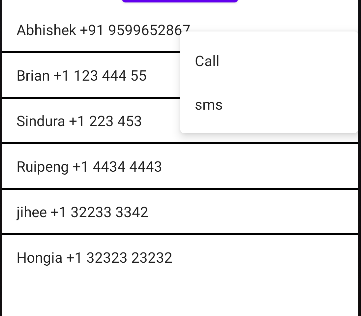 Abhishek +91 9599652867
Call
Brian +1 123 444 55
sms
Sindura +1 223 453
Ruipeng +1 4434 4443
jihee +1 32233 3342
Hongia +1 32323 23232